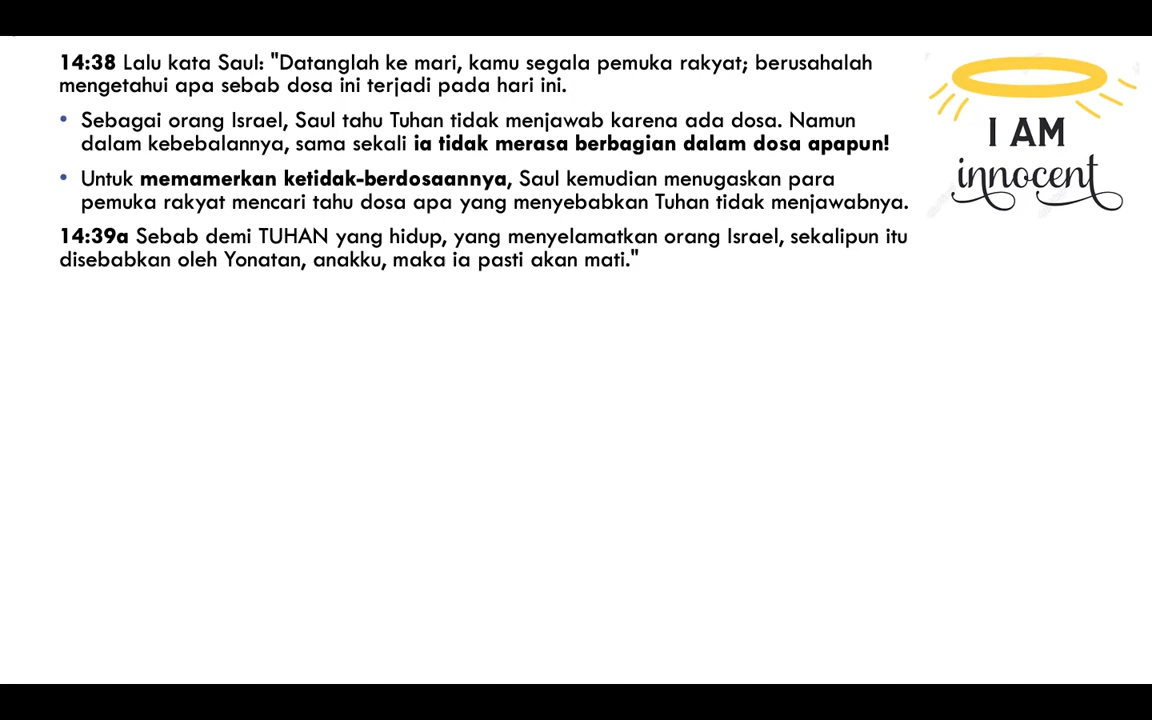 14:38 Lalu kata Saul: "Datanglah ke mari, kamu segala pemuka rakyat; berusahalah
mengetahui apa sebab dosa ini terjadi pada hari ini.
• Sebagai orang Israel, Saul tahu Tuhan tidak menjawab karena ada dosa. Namun
dalam kebebalannya, sama sekali ia tidak merasa berbagian dalam dosa apapun!
• Untuk memamerkan ketidak-berdosaannya, Saul kemudian menugaskan para
pemuka rakyat mencari tahu dosa apa yang menyebabkan Tuhan tidak menjawabnya.
14:39a Sebab demi TUHAN yang hidup, yang menyelamatkan orang Israel, sekalipun itu
disebabkan oleh Yonatan, anakku, maka ia pasti akan mati."
I AM
innocent